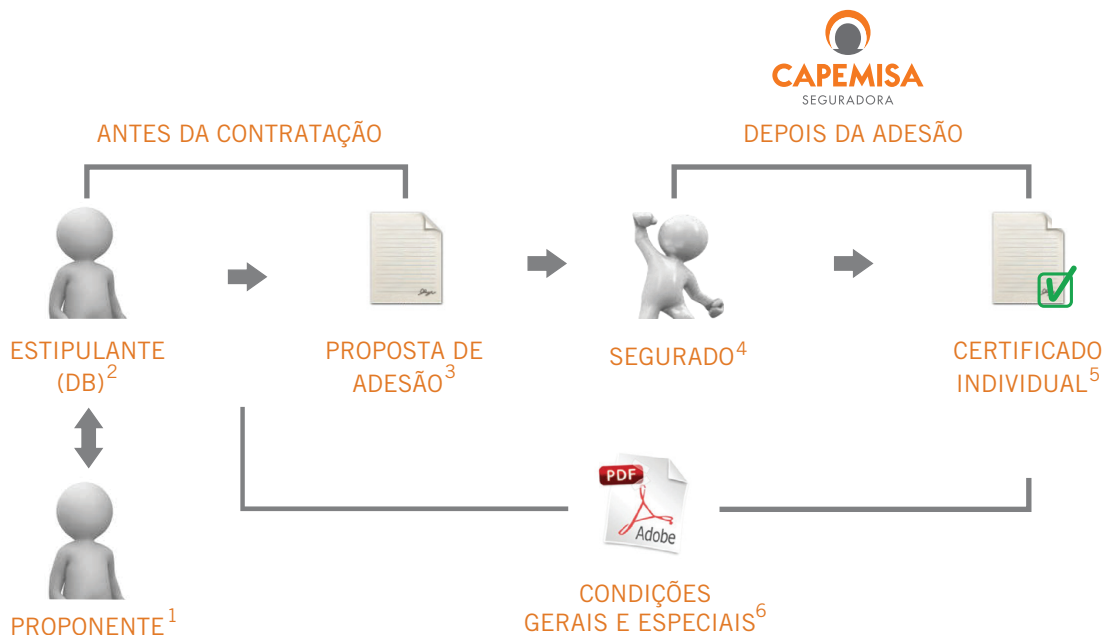 CAPEMISA
SEGURADORA
ANTES DA CONTRATAÇÃO
DEPOIS DA ADESÃO
ESTIPULANTE
(DB)2
PROPOSTA DE
ADESÃO3
SEGURADO4
CERTIFICADO
INDIVIDUAL5
PDF
Adobe
PROPONENTE1
CONDIÇÕES
GERAIS E ESPECIAIS6